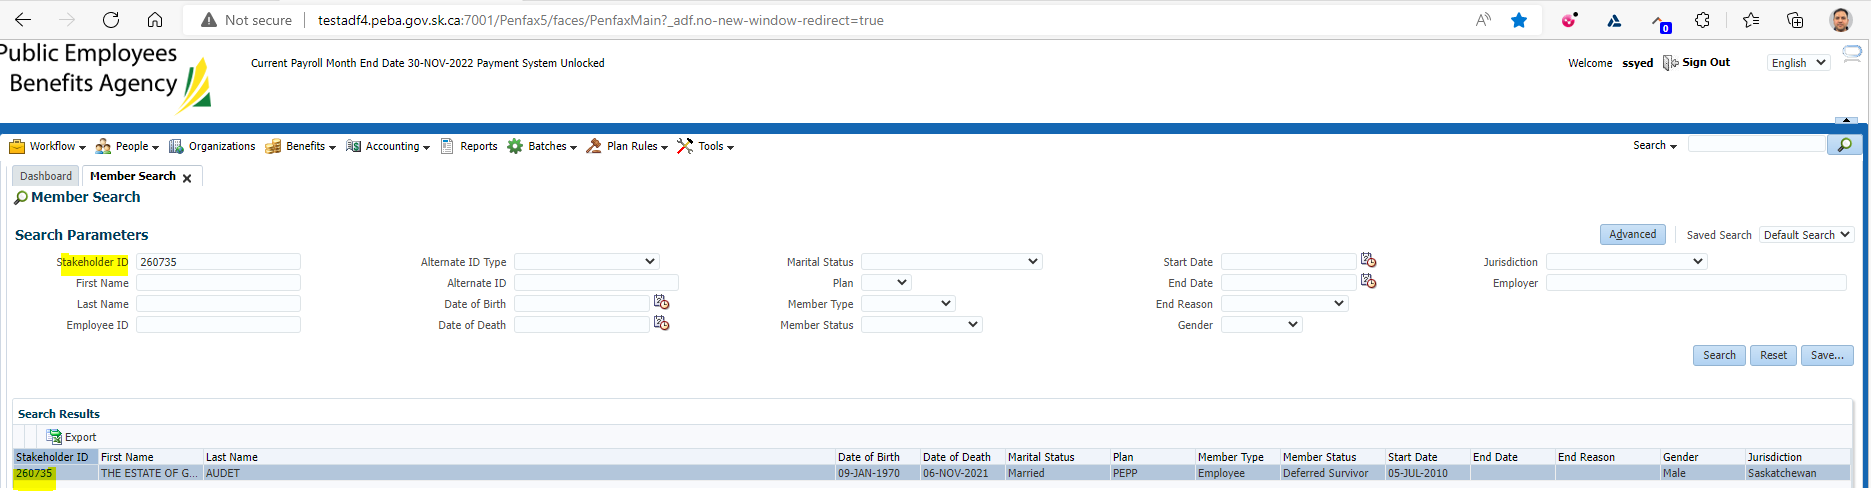 Not secure testadf4.peba.gov.sk.ca:7001/Penfax5/faces/PenfaxMain?_adf.no-new-window-redirect=true
0
Public Employees
Benefits Agency
Current Payroll Month End Date 30-NOV-2022 Payment System Unlocked
Welcome ssyed Sign Out English
Workflow People Organizations Benefits Accounting Reports Batches Plan Rules Tools Search
Dashboard Member Search
Member Search
Search Parameters Advanced Saved Search Default Search
Stakeholder ID 260735 Alternate ID Type Marital Status Start Date Jurisdiction
First Name Alternate ID Plan End Date Employer
Last Name Date of Birth Member Type End Reason
Employee ID Date of Death Member Status Gender
Search Reset Save...
Search Results
Export
Stakeholder ID First Name Last Name Date of Birth Date of Death Marital Status Plan Member Type Member Status Start Date End Date End Reason Gender Jurisdiction
260735 THE ESTATE OF G... AUDET 09-JAN-1970 06-NOV-2021 Married PEPP Employee Deferred Survivor 05-JUL-2010 Male Saskatchewan